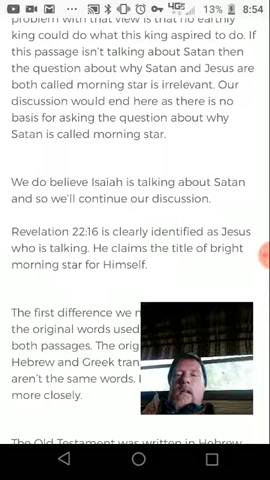 4G 8:54
problem with that view is that no earthly
king could do what this king aspired to do. If
this passage isn't talking about Satan then
the question about why Satan and Jesus are
both called morning star is irrelevant. Our
discussion would end here as there is no
basis for asking the question about why
Satan is called morning star.
We do believe Isaiah is talking about Satan
and so we'll continue our discussion.
Revelation 22:16 is clearly identified as Jesus
who is talking. He claims the title of bright
morning star for Himself.
The first difference we
the original words used
both passages. The
Hebrew and Greek
aren't the same words.
more closely.
The Old Testament was written in Hebrew